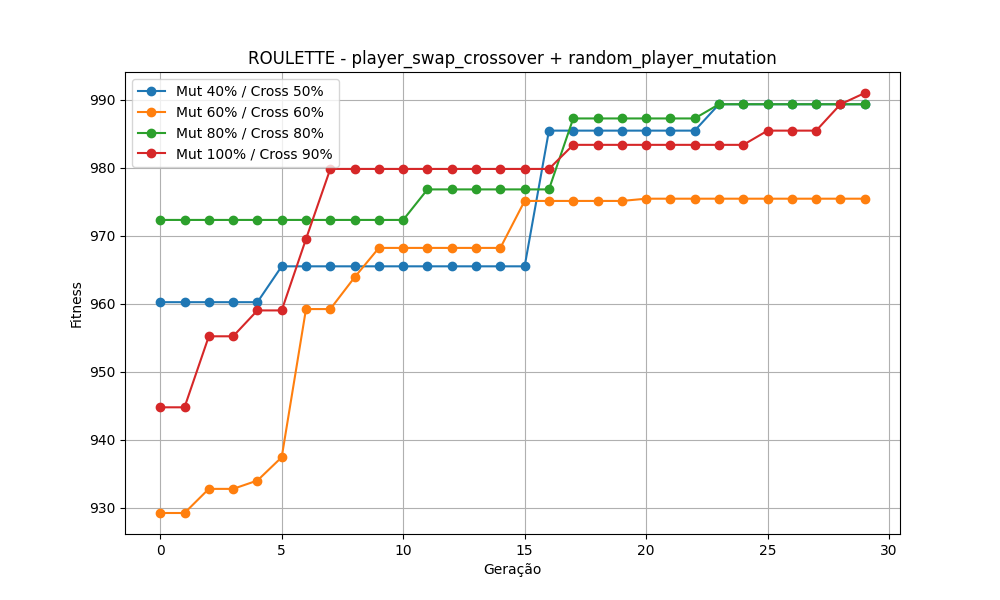 ROULETTE - player_swap_crossover + random_player_mutation
Mut 40% / Cross 50%
Mut 60% / Cross 60%
Mut 80% / Cross 80%
Mut 100% / Cross 90%
990
980
970
960
950
940
930
Fitness
0 5 10 15 20 25 30
Geração